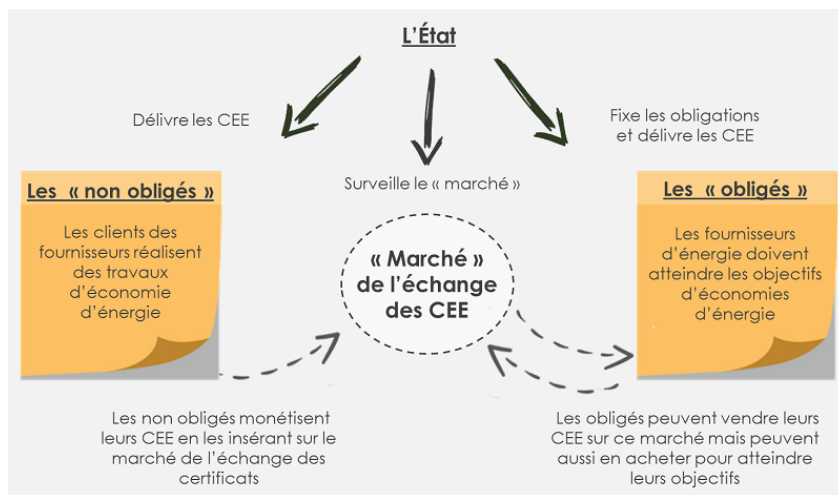 L'État
Délivre les CEE
Fixe les obligations
et délivre les CEE
Surveille le « marché »
Les « non obligés »
Les clients des
fournisseurs réalisent
des travaux
d'économie
d'énergie
« Marché »
de l'échange
des CEE
Les « obligés »
Les fournisseurs
d'énergie doivent
atteindre les objectifs
d'économies
d'énergie
Les non obligés monétisent
leurs CEE en les insérant sur le
marché de l'échange des
certificats
Les obligés peuvent vendre leurs
CEE sur ce marché mais peuvent
aussi en acheter pour atteindre
leurs objectifs